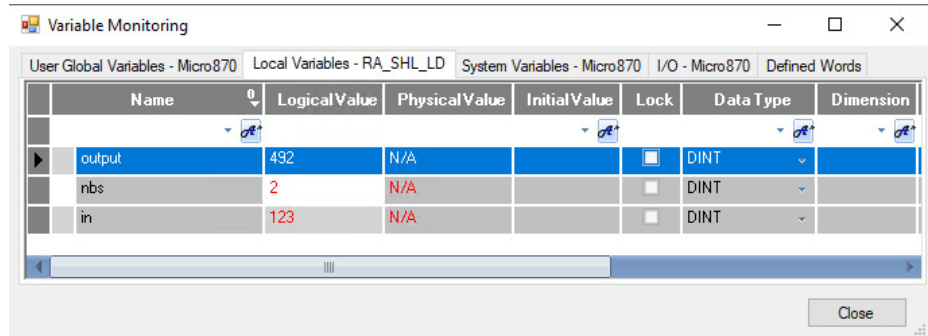 Variable Monitoring
User Global Variables - Micro870 Local Variables - RA_SHL_LD System Variables - Micro870 I/O - Micro870 Defined Words
Name Logical Value Physical Value Initial Value Lock Data Type Dimension
output 492 N/A DINT
nbs 2 N/A DINT
in 123 N/A DINT
Close